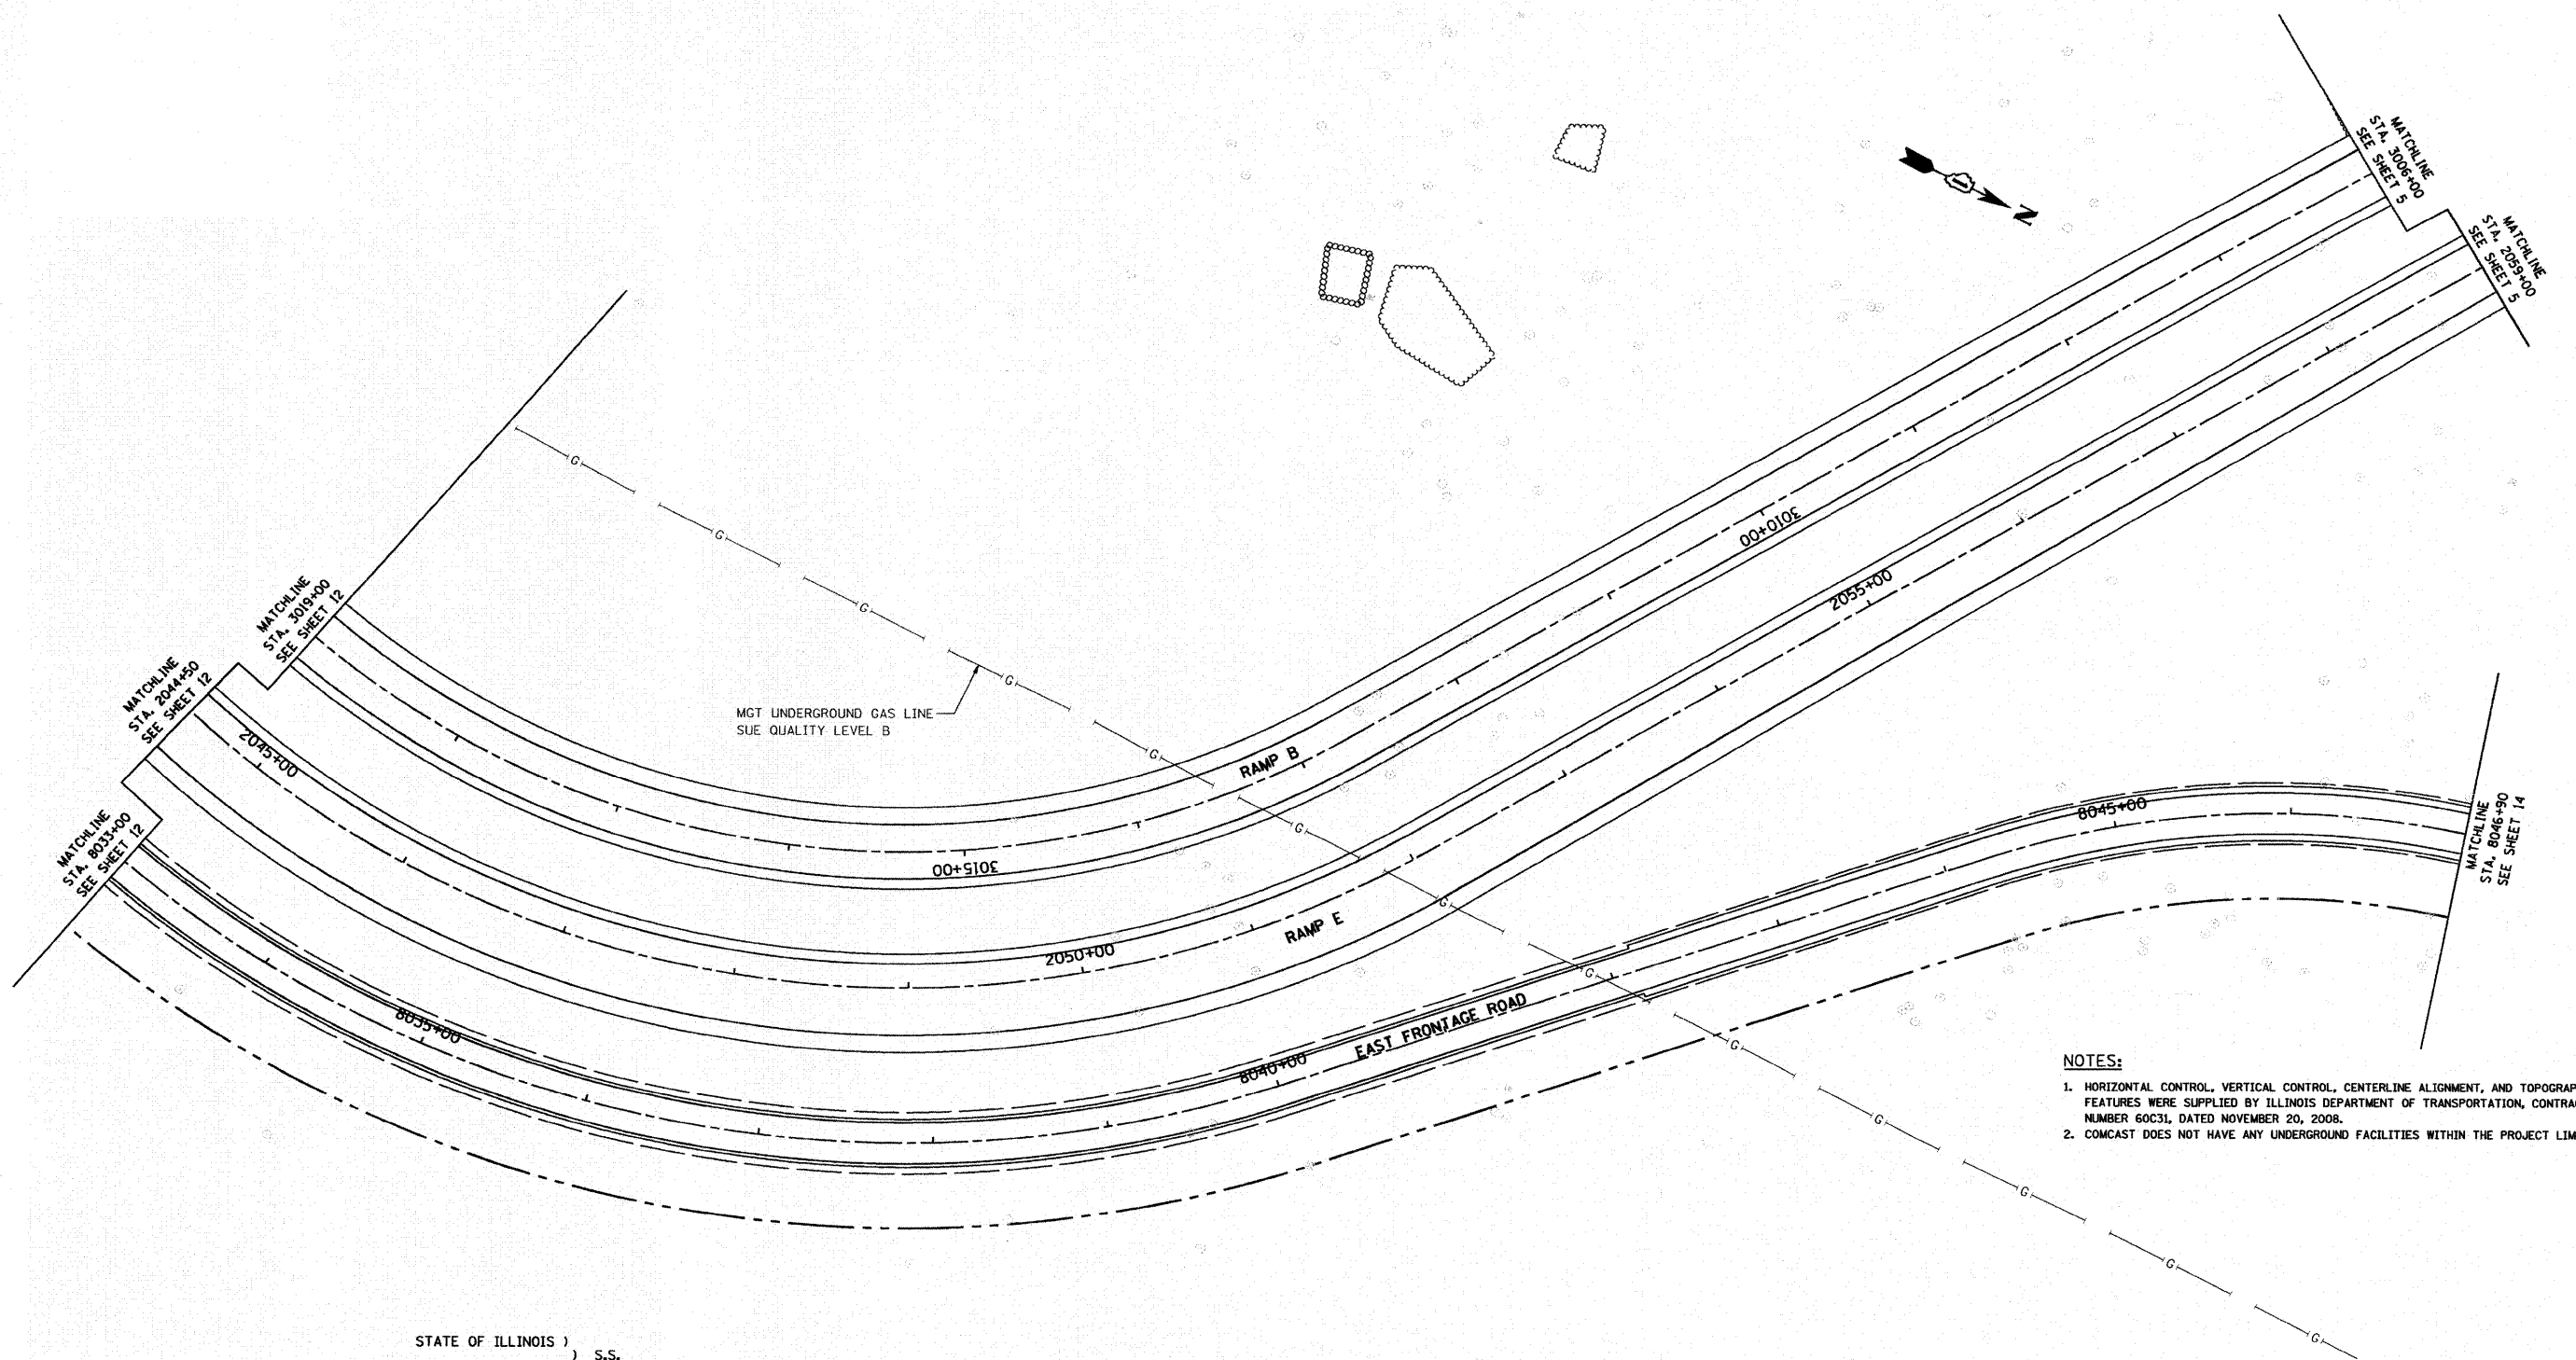 MATCHLINE
STA. 3006+00
SEE SHEET 5
MATCHLINE
STA. 2059+00
SEE SHEET 5
N
G
G
G
G
G
G
G
G
G
G
G
G
G
MATCHLINE
STA. 3019+00
SEE SHEET 12
MATCHLINE
STA. 2044+50
SEE SHEET 12
MATCHLINE
STA. 8033+00
SEE SHEET 12
MGT UNDERGROUND GAS LINE
SUE QUALITY LEVEL B
3010+00
2055+00
2045+00
RAMP B
3015+00
RAMP E
2050+00
8045+00
MATCHLINE
STA. 8046+90
SEE SHEET 14
8035+00
EAST FRONTAGE ROAD
8040+00
NOTES:
1. HORIZONTAL CONTROL, VERTICAL CONTROL, CENTERLINE ALIGNMENT, AND
FEATURES WERE SUPPLIED BY ILLINOIS DEPARTMENT OF TRANSPORTATION,
NUMBER 60C31, DATED NOVEMBER 20, 2008.
2. COMCAST DOES NOT HAVE ANY UNDERGROUND FACILITIES WITHIN THE PROJECT
STATE OF ILLINOIS )
) S.S.